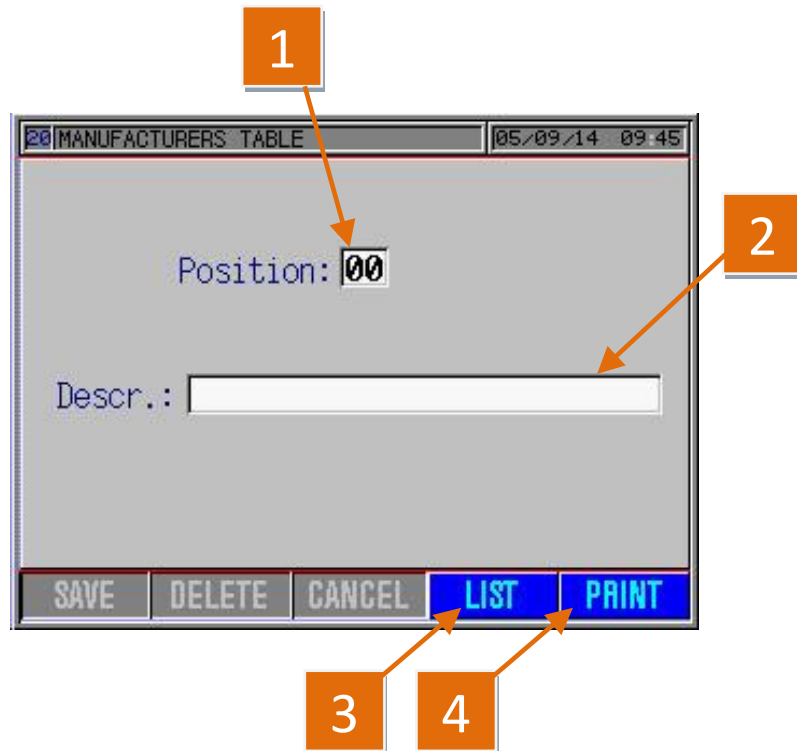 1
20 MANUFACTURERS TABLE 05/09/14 09:45
2
Position: 00
Descr.:
SAVE DELETE CANCEL LIST PRINT
3 4